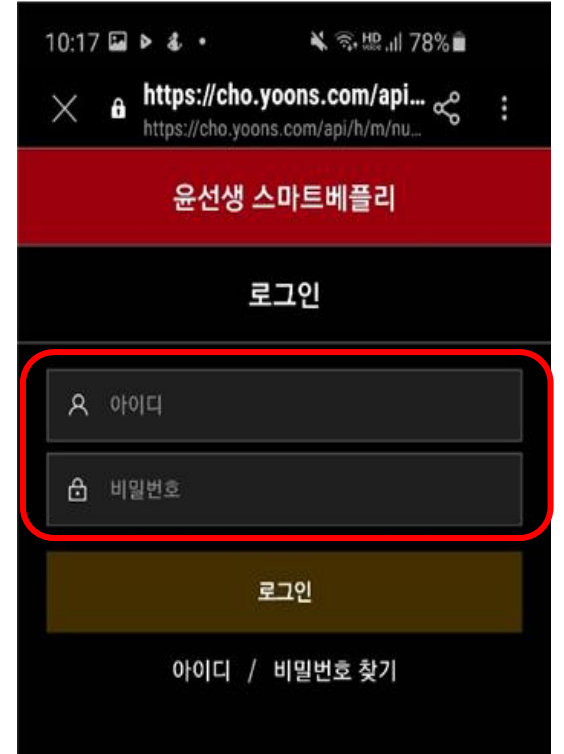 10:17 78%
https://cho.yoons.com/api...
https://cho.yoons.com/api/h/m/nu...
윤선생 스마트베플리
로그인
아이디
비밀번호
로그인
아이디 / 비밀번호 찾기